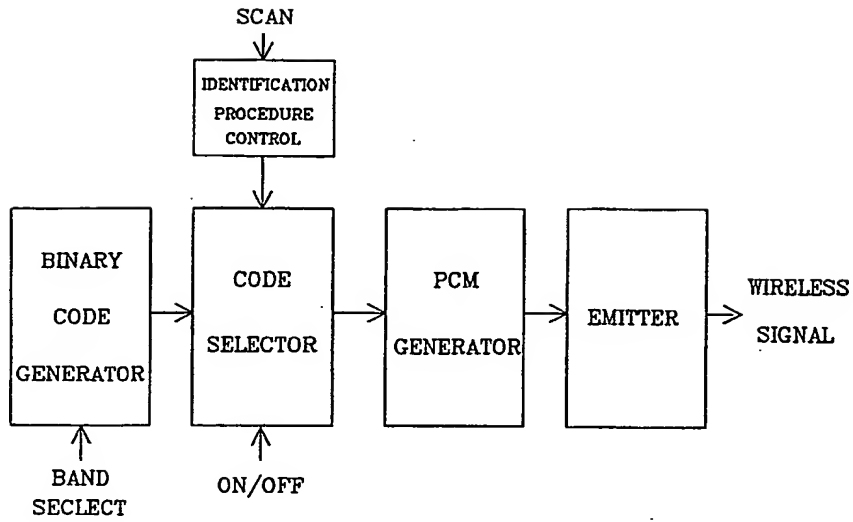 SCAN
IDENTIFICATION
PROCEDURE
CONTROL
BINARY
CODE
GENERATOR
CODE
SELECTOR
PCM
GENERATOR
EMITTER
WIRELESS
SIGNAL
BAND
SECLECT
ON/OFF